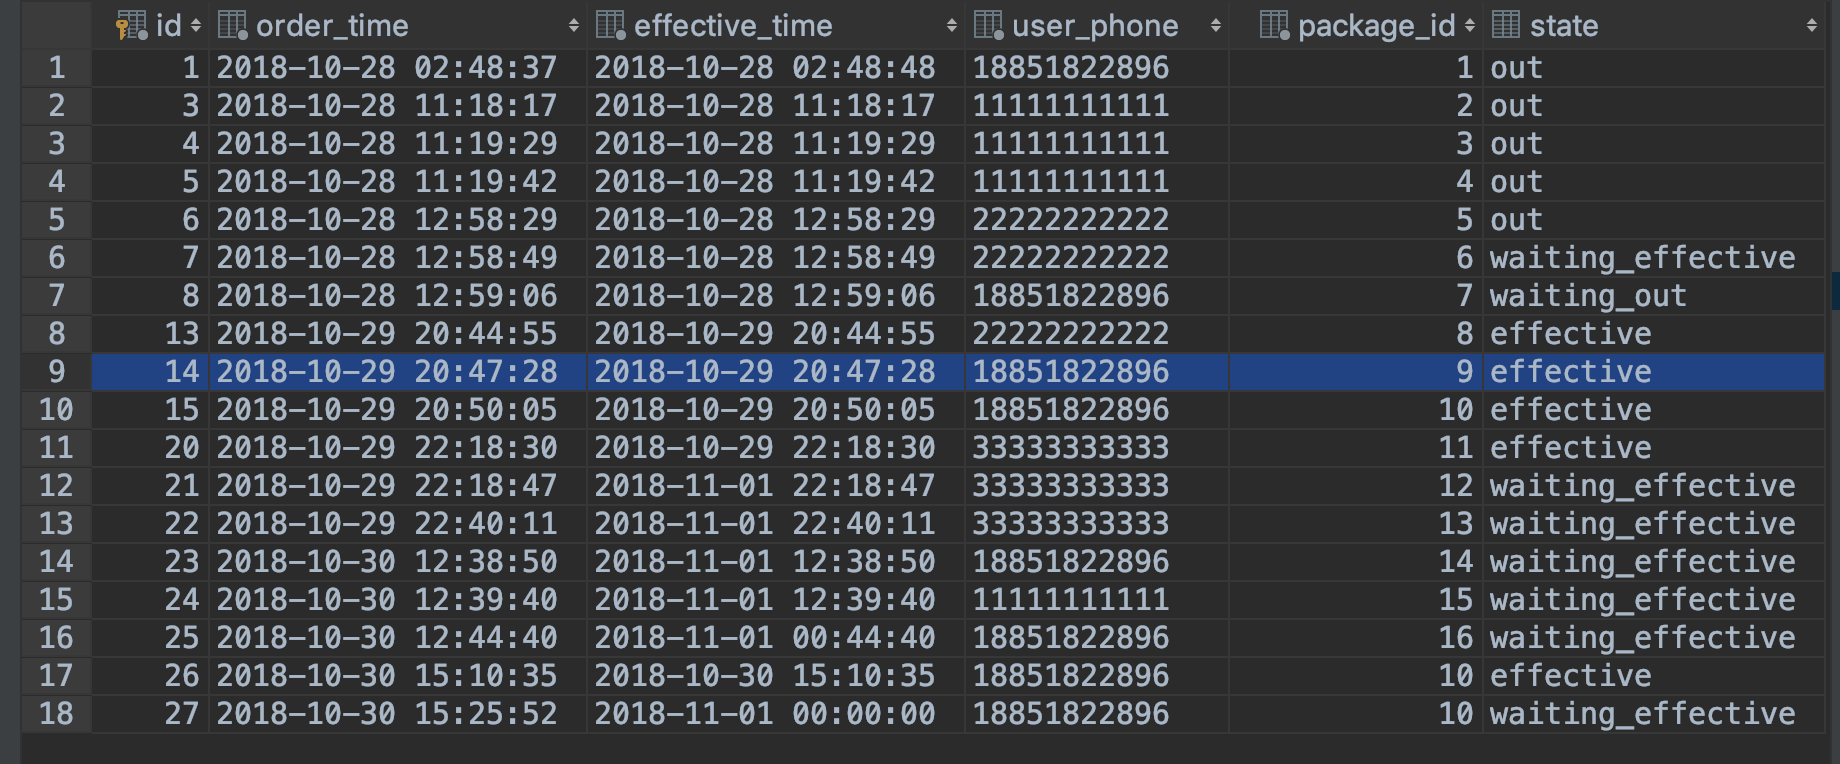 id order_time effective_time user_phone package_id state
1 1 2018-10-28 02:48:37 2018-10-28 02:48:48 18851822896 1 out
2 3 2018-10-28 11:18:17 2018-10-28 11:18:17 11111111111 2 out
3 4 2018-10-28 11:19:29 2018-10-28 11:19:29 11111111111 3 out
4 5 2018-10-28 11:19:42 2018-10-28 11:19:42 11111111111 4 out
5 6 2018-10-28 12:58:29 2018-10-28 12:58:29 22222222222 5 out
6 7 2018-10-28 12:58:49 2018-10-28 12:58:49 22222222222 6 waiting_effective
7 8 2018-10-28 12:59:06 2018-10-28 12:59:06 18851822896 7 waiting_out
8 13 2018-10-29 20:44:55 2018-10-29 20:44:55 22222222222 8 effective
9 14 2018-10-29 20:47:28 2018-10-29 20:47:28 18851822896 9 effective
10 15 2018-10-29 20:50:05 2018-10-29 20:50:05 18851822896 10 effective
11 20 2018-10-29 22:18:30 2018-10-29 22:18:30 33333333333 11 effective
12 21 2018-10-29 22:18:47 2018-11-01 22:18:47 33333333333 12 waiting_effective
13 22 2018-10-29 22:40:11 2018-11-01 22:40:11 33333333333 13 waiting_effective
14 23 2018-10-30 12:38:50 2018-11-01 12:38:50 18851822896 14 waiting_effective
15 24 2018-10-30 12:39:40 2018-11-01 12:39:40 11111111111 15 waiting_effective
16 25 2018-10-30 12:44:40 2018-11-01 00:44:40 18851822896 16 waiting_effective
17 26 2018-10-30 15:10:35 2018-10-30 15:10:35 18851822896 10 effective
18 27 2018-10-30 15:25:52 2018-11-01 00:00:00 18851822896 10 waiting_effective